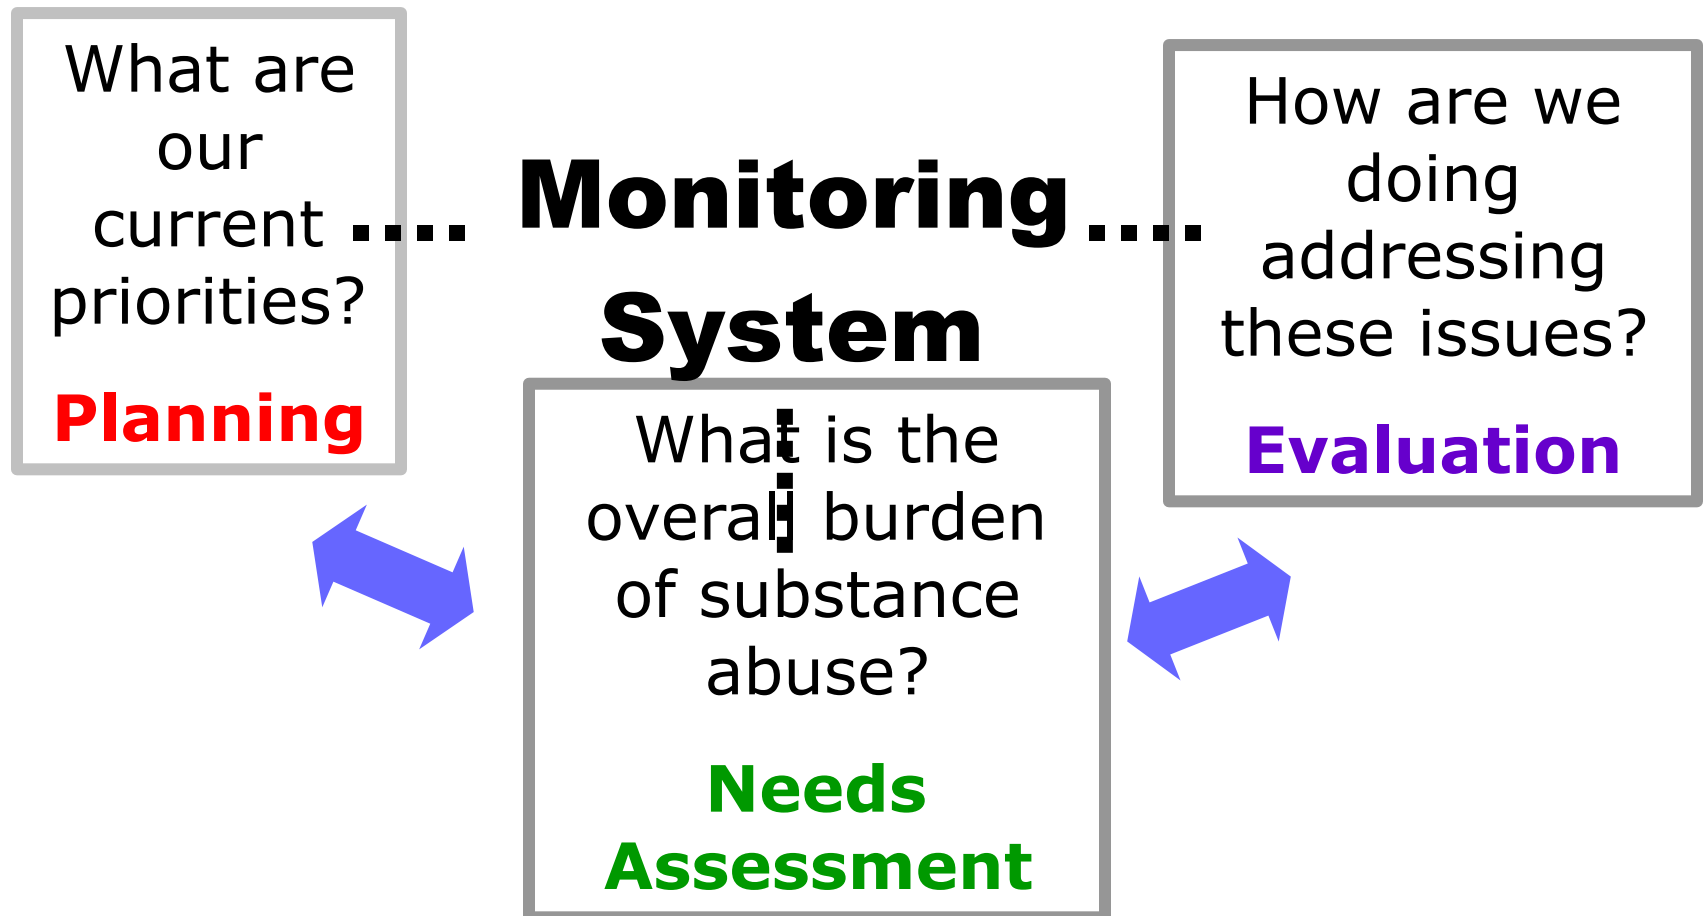 What are
our
current
priorities?
Planning
Monitoring
System
How are we
doing
addressing
these issues?
Evaluation
What is the
overall burden
of substance
abuse?
Needs
Assessment